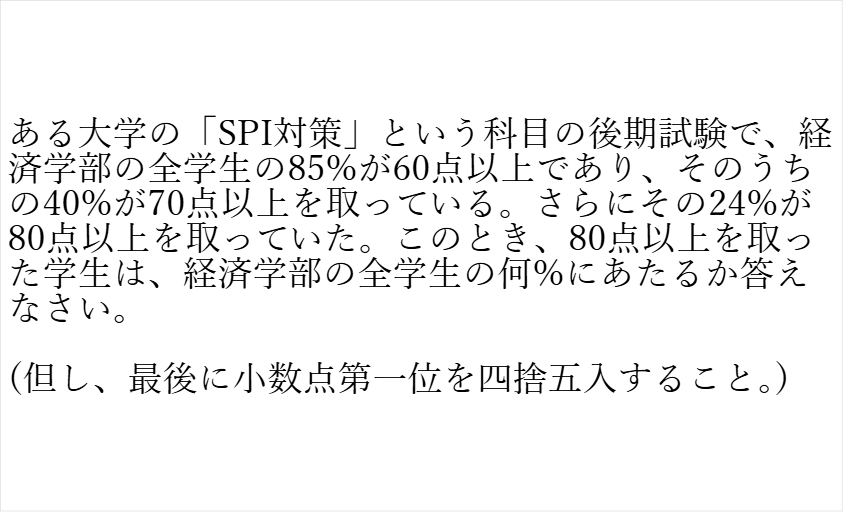 ある大学の「SPI対策」という科目の後期試験で、経
済学部の全学生の85%が60点以上であり、そのうち
の40%が70点以上を取っている。さらにその24%が
80点以上を取っていた。このとき、80点以上を取っ
た学生は、経済学部の全学生の何%にあたるか答え
なさい。
(但し、最後に小数点第一位を四捨五入すること。)